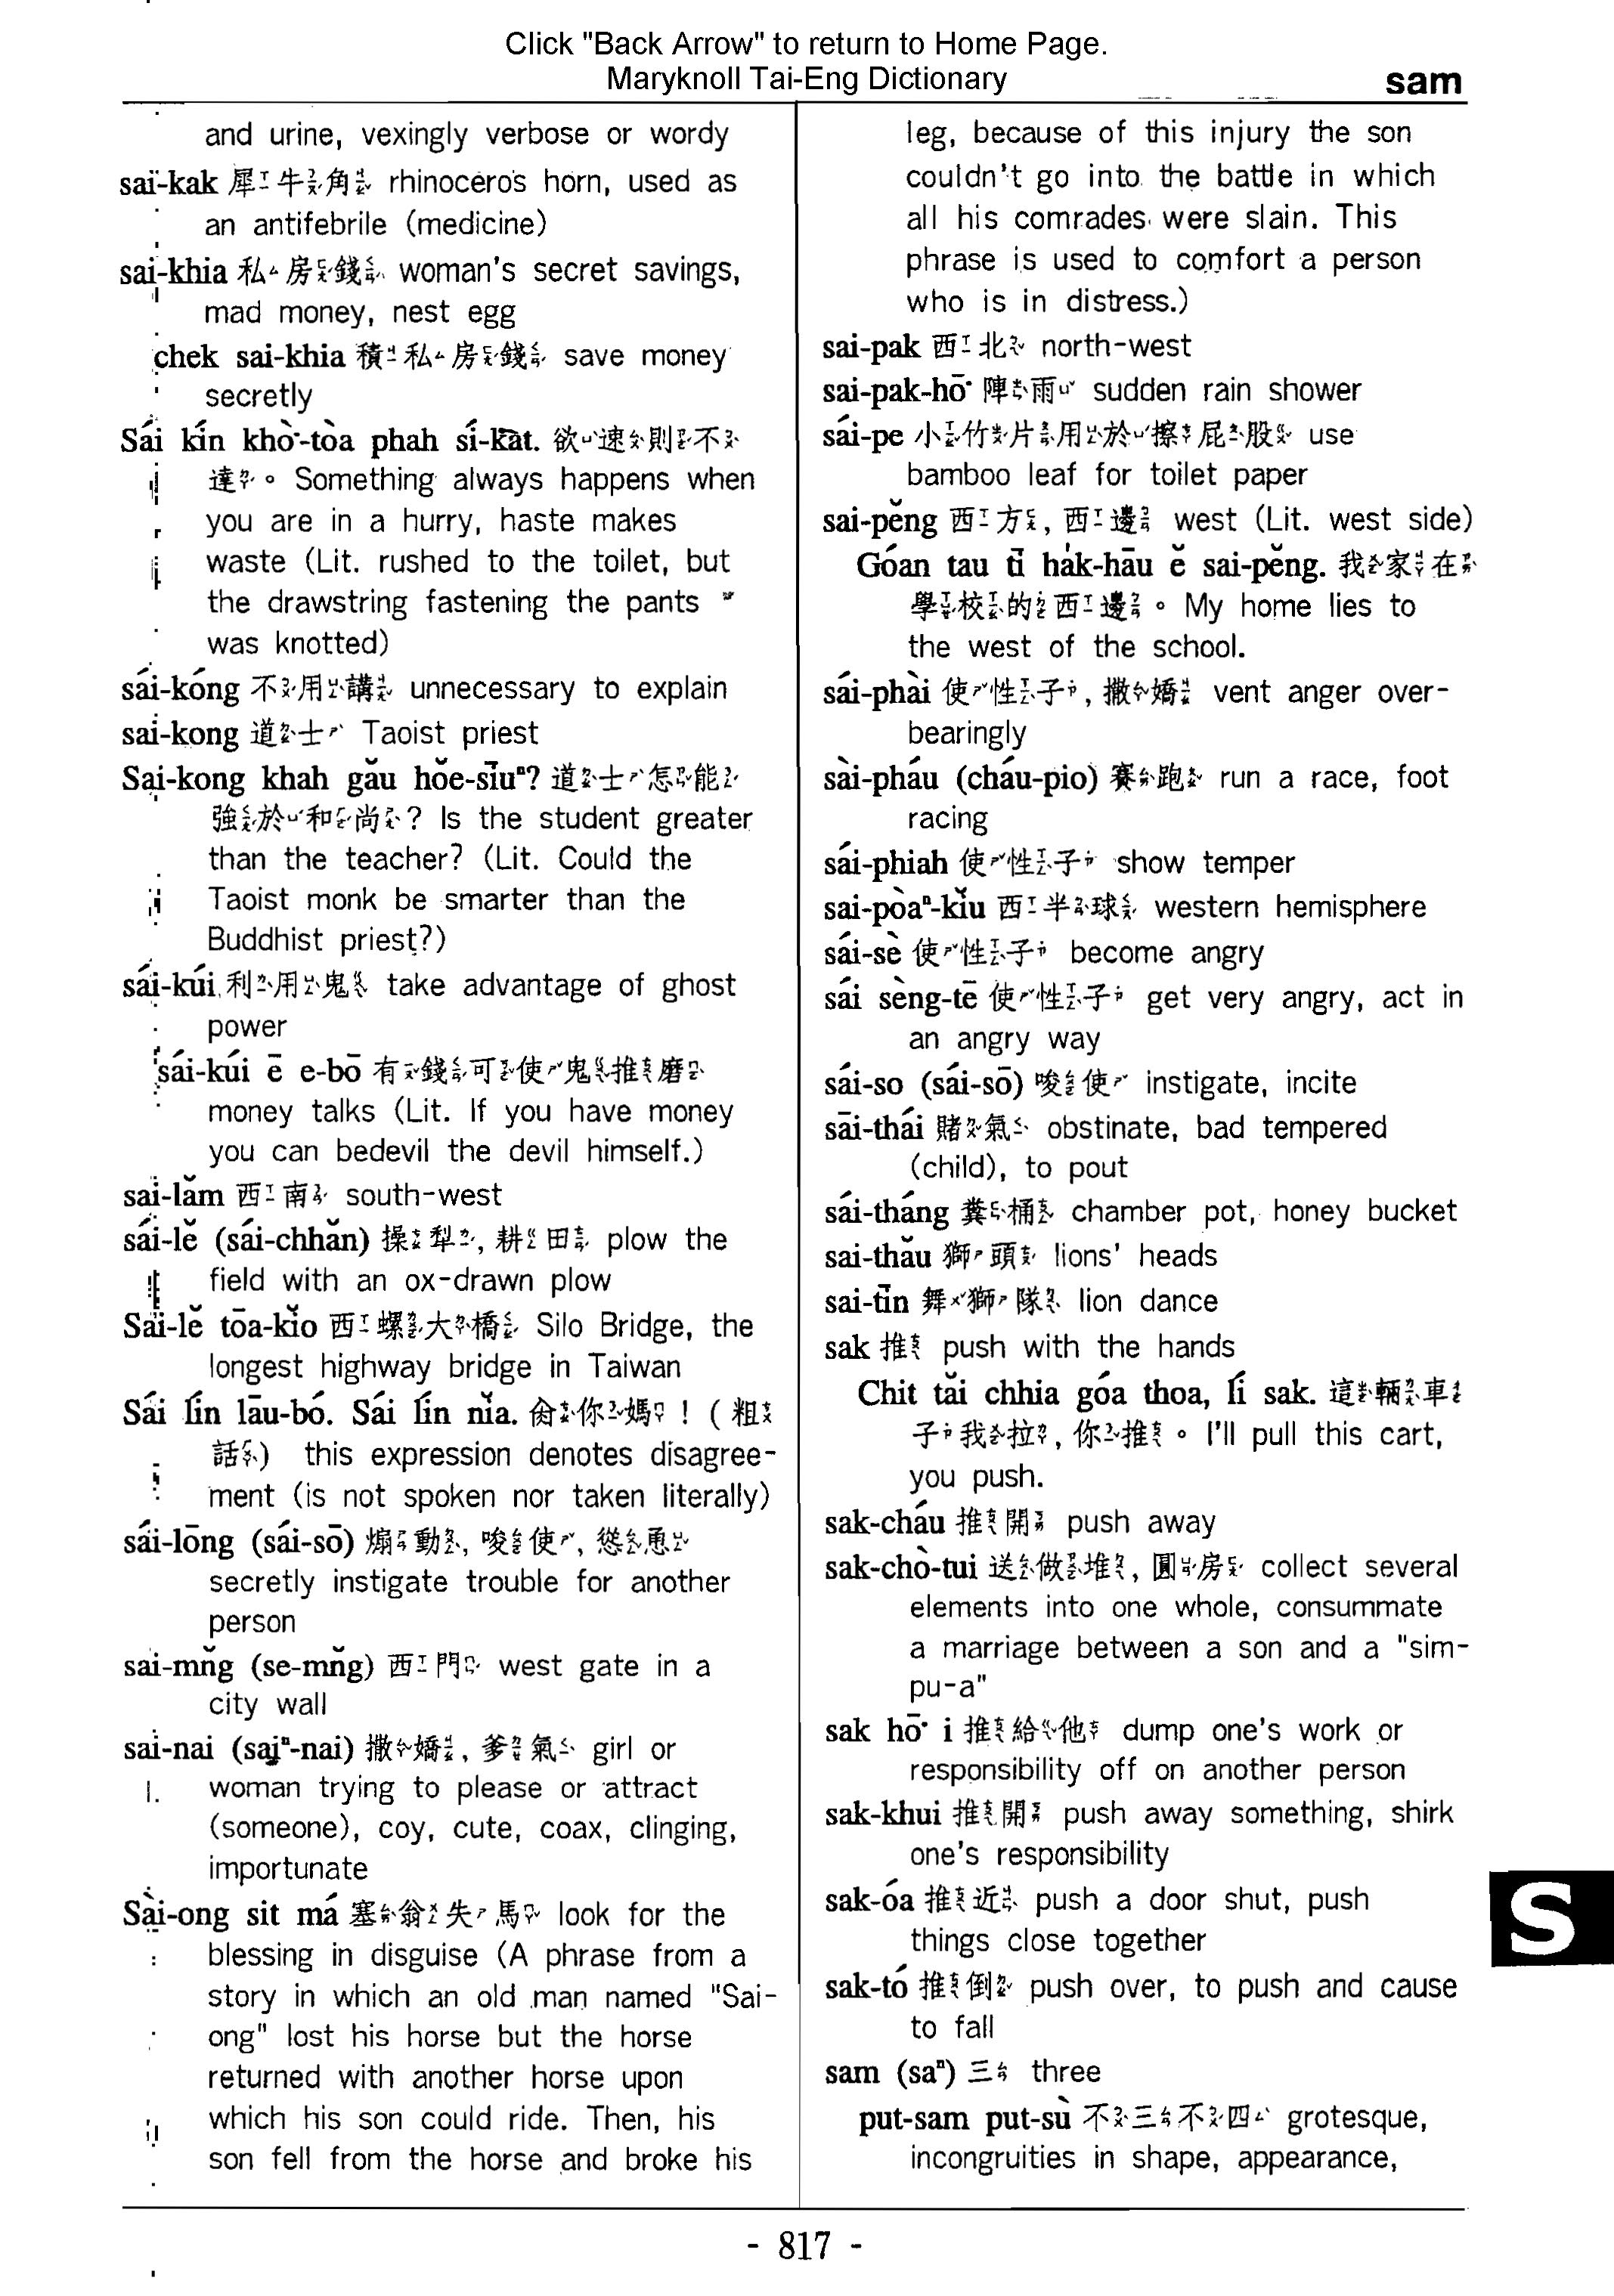 Click "Back Arrow" to return to Home Page.
Maryknoll Tai-Eng Dictionary
sam
and urine, vexingly verbose or wordy
sai-kak 犀牛角 rhinoceros horn, used as
an antifebrile (medicine)
sai-khia 私房錢 woman's secret savings,
mad money, nest egg
chek sai-khia 積私房錢 save money
secretly
Sái kín khò͘-tòa phah sí-kat. 欲速則不
達。 Something always happens when
you are in a hurry, haste makes
waste (Lit. rushed to the toilet, but
the drawstring fastening the pants
was knotted)
sái-kóng 不用講 unnecessary to explain
sai-kong 道士 Taoist priest
Sai-kong khah gǎu hǒe-sīuⁿ? 道士怎能
強於和尚? Is the student greater
than the teacher? (Lit. Could the
Taoist monk be smarter than the
Buddhist priest?)
sái-kúi 利用鬼 take advantage of ghost
power
sái-kúi ē e-bō 有錢可使鬼推磨
money talks (Lit. If you have money
you can bedevil the devil himself.)
sai-lǎm 西南 south-west
sái-lě (sái-chhǎn) 操犁, 耕田 plow the
field with an ox-drawn plow
Sai-lě tōa-kǐo 西螺大橋 Silo Bridge, the
longest highway bridge in Taiwan
Sái lín lāu-bó. Sái lín nǐa. 肏你媽! (粗
話) this expression denotes disagree-
ment (is not spoken nor taken literally)
sái-lōng (sái-sō) 煽動, 唆使, 慫恿
secretly instigate trouble for another
person
sai-mňg (se-mňg) 西門 west gate in a
city wall
sai-nai (saiⁿ-nai) 撒嬌, 爹氣 girl or
woman trying to please or attract
(someone), coy, cute, coax, clinging,
importunate
Sài-ong sit má 塞翁失馬 look for the
blessing in disguise (A phrase from a
story in which an old man named "Sai-
ong" lost his horse but the horse
returned with another horse upon
which his son could ride. Then, his
son fell from the horse and broke his
leg, because of this injury the son
couldn't go into the battle in which
all his comrades were slain. This
phrase is used to comfort a person
who is in distress.)
sai-pak 西北 north-west
sai-pak-hō͘ 陣雨 sudden rain shower
sái-pe 小竹片用於擦屁股 use
bamboo leaf for toilet paper
sai-pěng 西方, 西邊 west (Lit. west side)
Góan tau tī ha̍k-hāu ě sai-pěng. 我家在
學校的西邊。 My home lies to
the west of the school.
sái-phài 使性子, 撒嬌 vent anger over-
bearingly
sài-pháu (cháu-pio) 賽跑 run a race, foot
racing
sái-phiah 使性子 show temper
sai-pòaⁿ-kǐu 西半球 western hemisphere
sái-sè 使性子 become angry
sái sèng-tē 使性子 get very angry, act in
an angry way
sái-so (sái-sō) 唆使 instigate, incite
sāi-thái 賭氣 obstinate, bad tempered
(child), to pout
sái-tháng 糞桶 chamber pot, honey bucket
sai-thǎu 獅頭 lions' heads
sai-tīn 舞獅隊 lion dance
sak 推 push with the hands
Chit tǎi chhia góa thoa, lí sak. 這輛車
子我拉, 你推。 I'll pull this cart,
you push.
sak-cháu 推開 push away
sak-chò-tui 送做堆, 圓房 collect several
elements into one whole, consummate
a marriage between a son and a "sim-
pu-a"
sak hō͘ i 推給他 dump one's work or
responsibility off on another person
sak-khui 推開 push away something, shirk
one's responsibility
sak-óa 推近 push a door shut, push
things close together
sak-tó 推倒 push over, to push and cause
to fall
sam (saⁿ) 三 three
put-sam put-sù 不三不四 grotesque,
incongruities in shape, appearance,
S
- 817 -